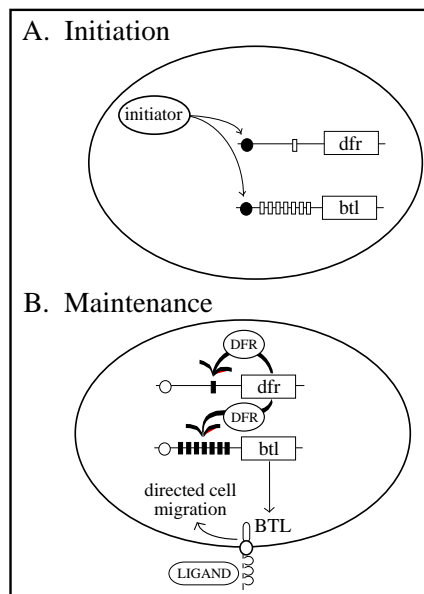 A. Initiation
initiator
dfr
btl
B. Maintenance
DFR
dfr
DFR
btl
directed cell
migration
BTL
LIGAND